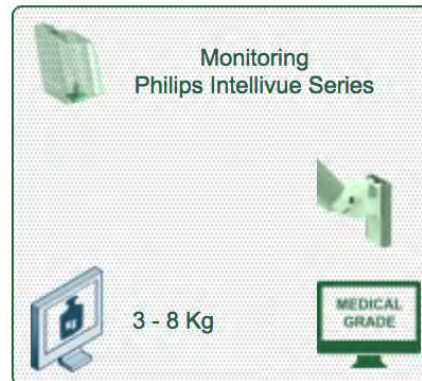 Monitoring
Philips Intellivue Series
3 - 8 Kg
MEDICAL
GRADE